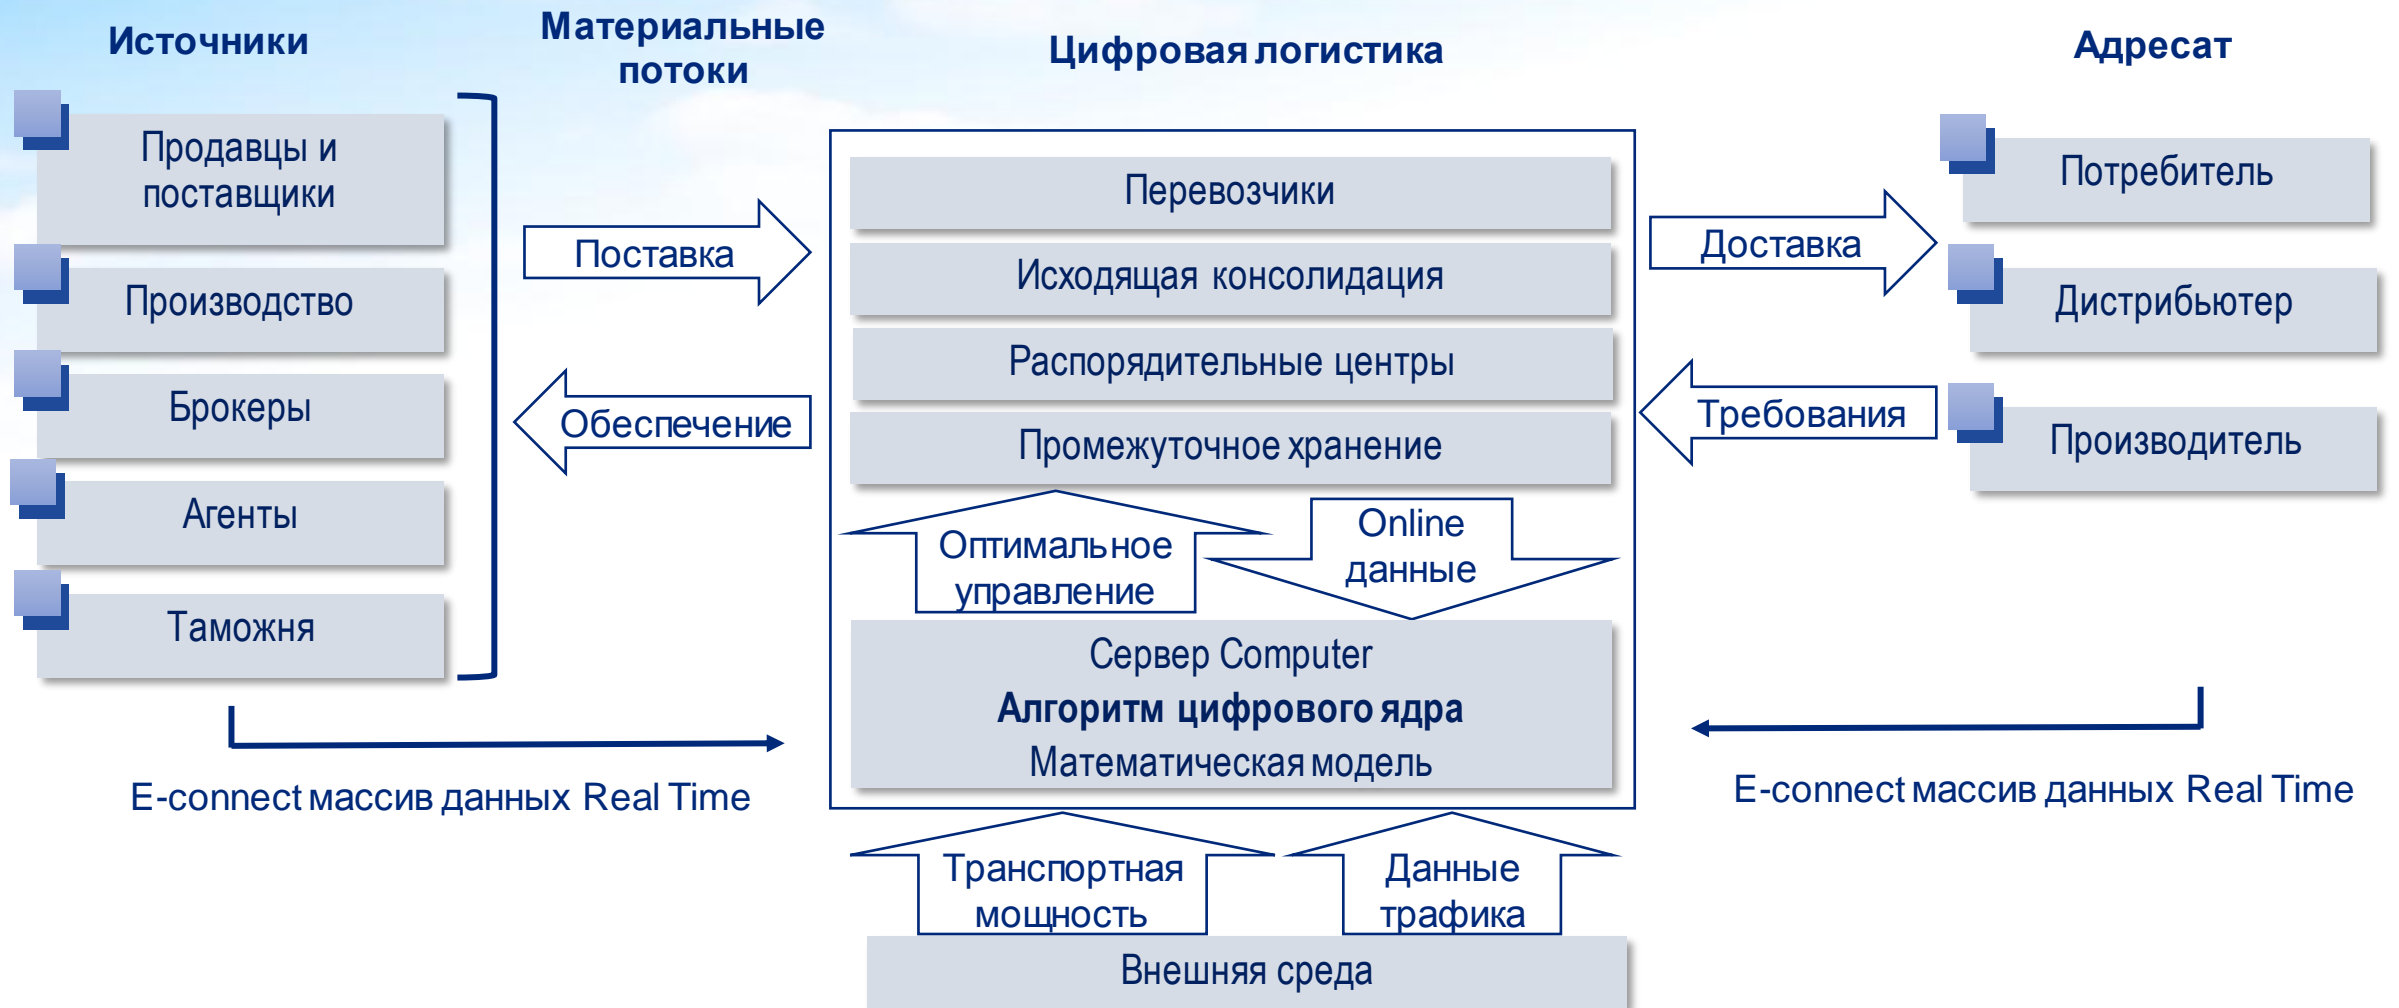 Источники
Материальные
потоки
Цифровая логистика
Адресат
Продавцы и
поставщики
Производство
Брокеры
Агенты
Таможня
Поставка
Обеспечение
Перевозчики
Исходящая консолидация
Распорядительные центры
Промежуточное хранение
Оптимальное
управление
Online
данные
Сервер Computer
Алгоритм цифрового ядра
Математическая модель
Доставка
Требования
Потребитель
Дистрибьютер
Производитель
E-connect массив данных Real Time
E-connect массив данных Real Time
Транспортная
мощность
Данные
трафика
Внешняя среда